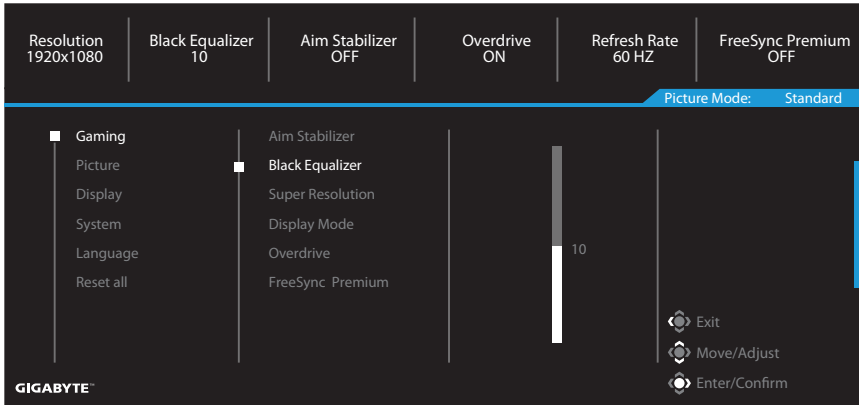 Resolution
1920x1080
Black Equalizer
10
Aim Stabilizer
OFF
Overdrive
ON
Refresh Rate
60 HZ
FreeSync Premium
OFF
Picture Mode: Standard
Gaming
Picture
Display
System
Language
Reset all
Aim Stabilizer
Black Equalizer
Super Resolution
Display Mode
Overdrive
FreeSync Premium
10
Exit
Move/Adjust
Enter/Confirm
GIGABYTE™